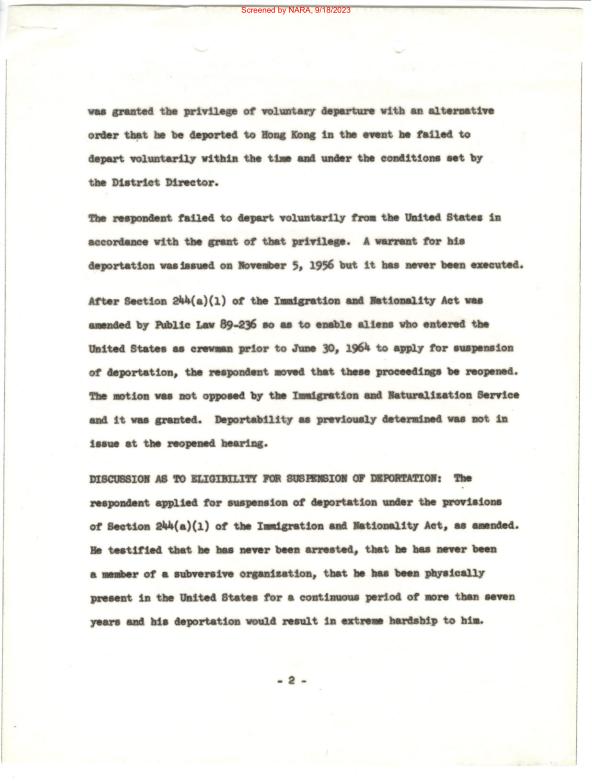 Screened by NARA, 9/18/2023
was granted the privilege of voluntary departure with an alternative
order that he be deported to Hong Kong in the event he failed to
depart voluntarily within the time and under the conditions set by
the District Director.
The respondent failed to depart voluntarily from the United States in
accordance with the grant of that privilege. A warrant for his
deportation was issued on November 5, 1956 but it has never been executed.
After Section 244(a)(1) of the Immigration and Nationality Act was
amended by Public Law 89-236 so as to enable aliens who entered the
United States as crewman prior to June 30, 1964 to apply for suspension
of deportation, the respondent moved that these proceedings be reopened.
The motion was not opposed by the Immigration and Naturalization Service
and it was granted. Deportability as previously determined was not in
issue at the reopened hearing.
DISCUSSION AS TO ELIGIBILITY FOR SUSPENSION OF DEPORTATION: The
respondent applied for suspension of deportation under the provisions
of Section 244(a)(1) of the Immigration and Nationality Act, as amended.
He testified that he has never been arrested, that he has never been
a member of a subversive organization, that he has been physically
present in the United States for a continuous period of more than seven
years and his deportation would result in extreme hardship to him.
- 2 -